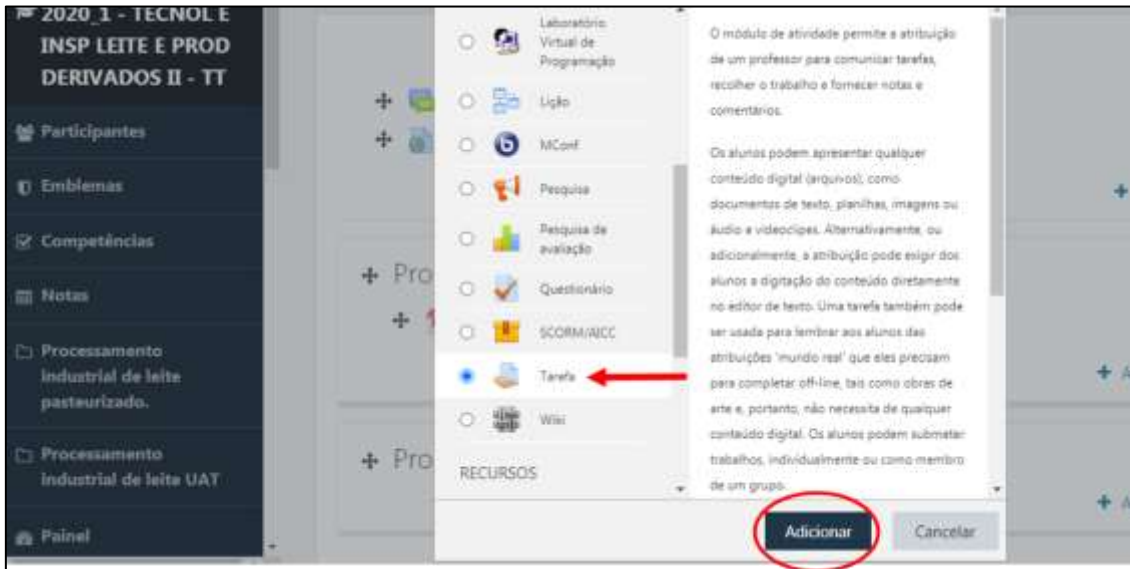 2020_1 - TECNOL E
INSP LEITE E PROD
DERIVADOS II - TT
Participantes
Emblemas
Competências
Notas
Processamento
industrial de leite
pasteurizado.
Processamento
industrial de leite UAT
Painel
Pro
Pro
Laboratório
Virtual de
Programação
Lição
MConf
Pesquisa
Pesquisa de
avaliação
Questionário
SCORM/AICC
Tarefa
Wiki
RECURSOS
O módulo de atividade permite a atribuição
de um professor para comunicar tarefas,
recolher o trabalho e fornecer notas e
comentários.
Os alunos podem apresentar qualquer
conteúdo digital (arquivos), como
documentos de texto, planilhas, imagens ou
áudio e videoclipes. Alternativamente, ou
adicionalmente, a atribuição pode exigir dos
alunos a digitação do conteúdo diretamente
no editor de texto. Uma tarefa também pode
ser usada para lembrar aos alunos das
atribuições 'mundo real' que eles precisam
para completar off-line, tais como obras de
arte e, portanto, não necessita de qualquer
conteúdo digital. Os alunos podem submeter
trabalhos, individualmente ou como membro
de um grupo.
Adicionar
Cancelar